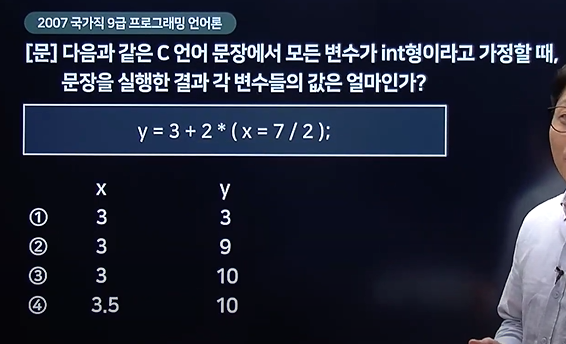 2007 국가직 9급 프로그래밍 언어론
[문] 다음과 같은 C 언어 문장에서 모든 변수가 int형이라고 가정할 때,
문장을 실행한 결과 각 변수들의 값은 얼마인가?
y = 3 + 2 * ( x = 7 / 2 );
x y
① 3 3
② 3 9
③ 3 10
④ 3.5 10